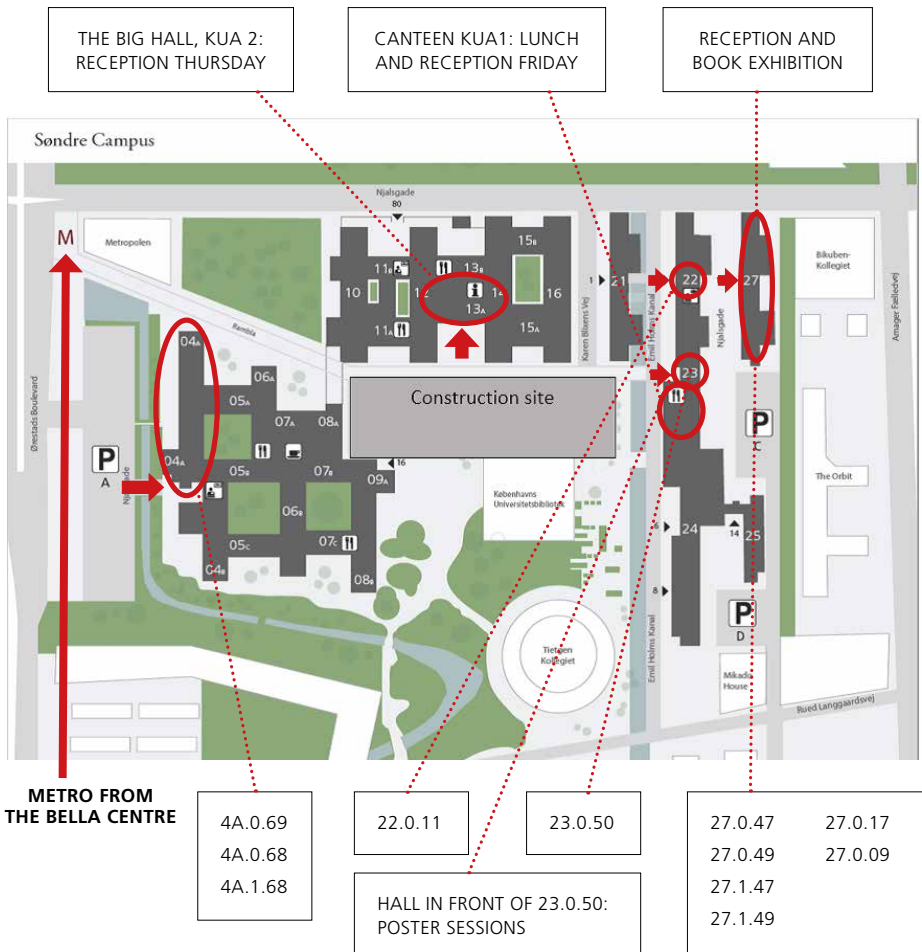 THE BIG HALL, KUA 2:
RECEPTION THURSDAY
CANTEEN KUA1: LUNCH
AND RECEPTION FRIDAY
RECEPTION AND
BOOK EXHIBITION
Søndre Campus
Njalsgade
80
M
Metropolen
Rambla
Ørestads Boulevard
10
11B
11A
12
13B
13A
14
15B
15A
16
1
21
22
23
27
Karen Blixens Vej
Emil Holms Kanal
Njalsgade
Bikuben-
Kollegiet
Amager Fælledvej
04A
05A
06A
07A
08A
Construction site
P
A
Njalsgade
04A
05B
07B
09A
16
06B
05C
04B
07C
08B
Københavns
Universitetsbibliotek
P
C
The Orbit
24
14
25
8
P
D
Tietgen
Kollegiet
Emil Holms Kanal
Mikado
House
Rued Langgaardsvej
METRO FROM
THE BELLA CENTRE
4A.0.69
4A.0.68
4A.1.68
22.0.11
23.0.50
HALL IN FRONT OF 23.0.50:
POSTER SESSIONS
27.0.47 27.0.17
27.0.49 27.0.09
27.1.47
27.1.49